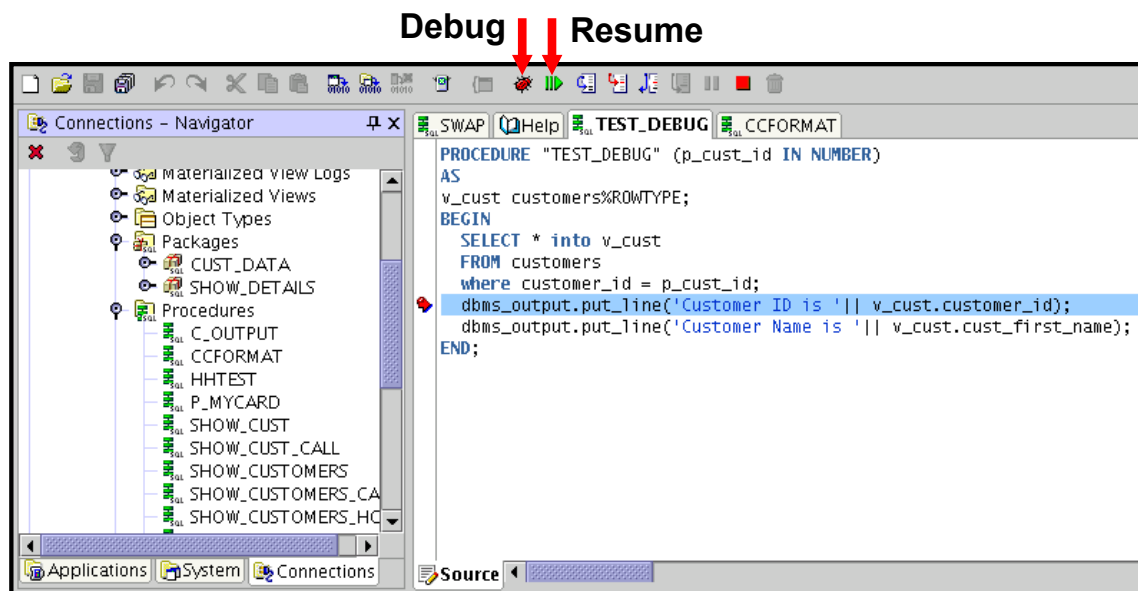 Debug Resume
Connections - Navigator
Materialized View Logs
Materialized Views
Object Types
Packages
CUST_DATA
SHOW_DETAILS
Procedures
C_OUTPUT
CCFORMAT
HHTEST
P_MYCARD
SHOW_CUST
SHOW_CUST_CALL
SHOW_CUSTOMERS
SHOW_CUSTOMERS_CA
SHOW_CUSTOMERS_HC
Applications System Connections
SWAP Help TEST_DEBUG CCFORMAT
PROCEDURE "TEST_DEBUG" (p_cust_id IN NUMBER)
AS
v_cust customers%ROWTYPE;
BEGIN
SELECT * into v_cust
FROM customers
where customer_id = p_cust_id;
dbms_output.put_line('Customer ID is '|| v_cust.customer_id);
dbms_output.put_line('Customer Name is '|| v_cust.cust_first_name);
END;
Source